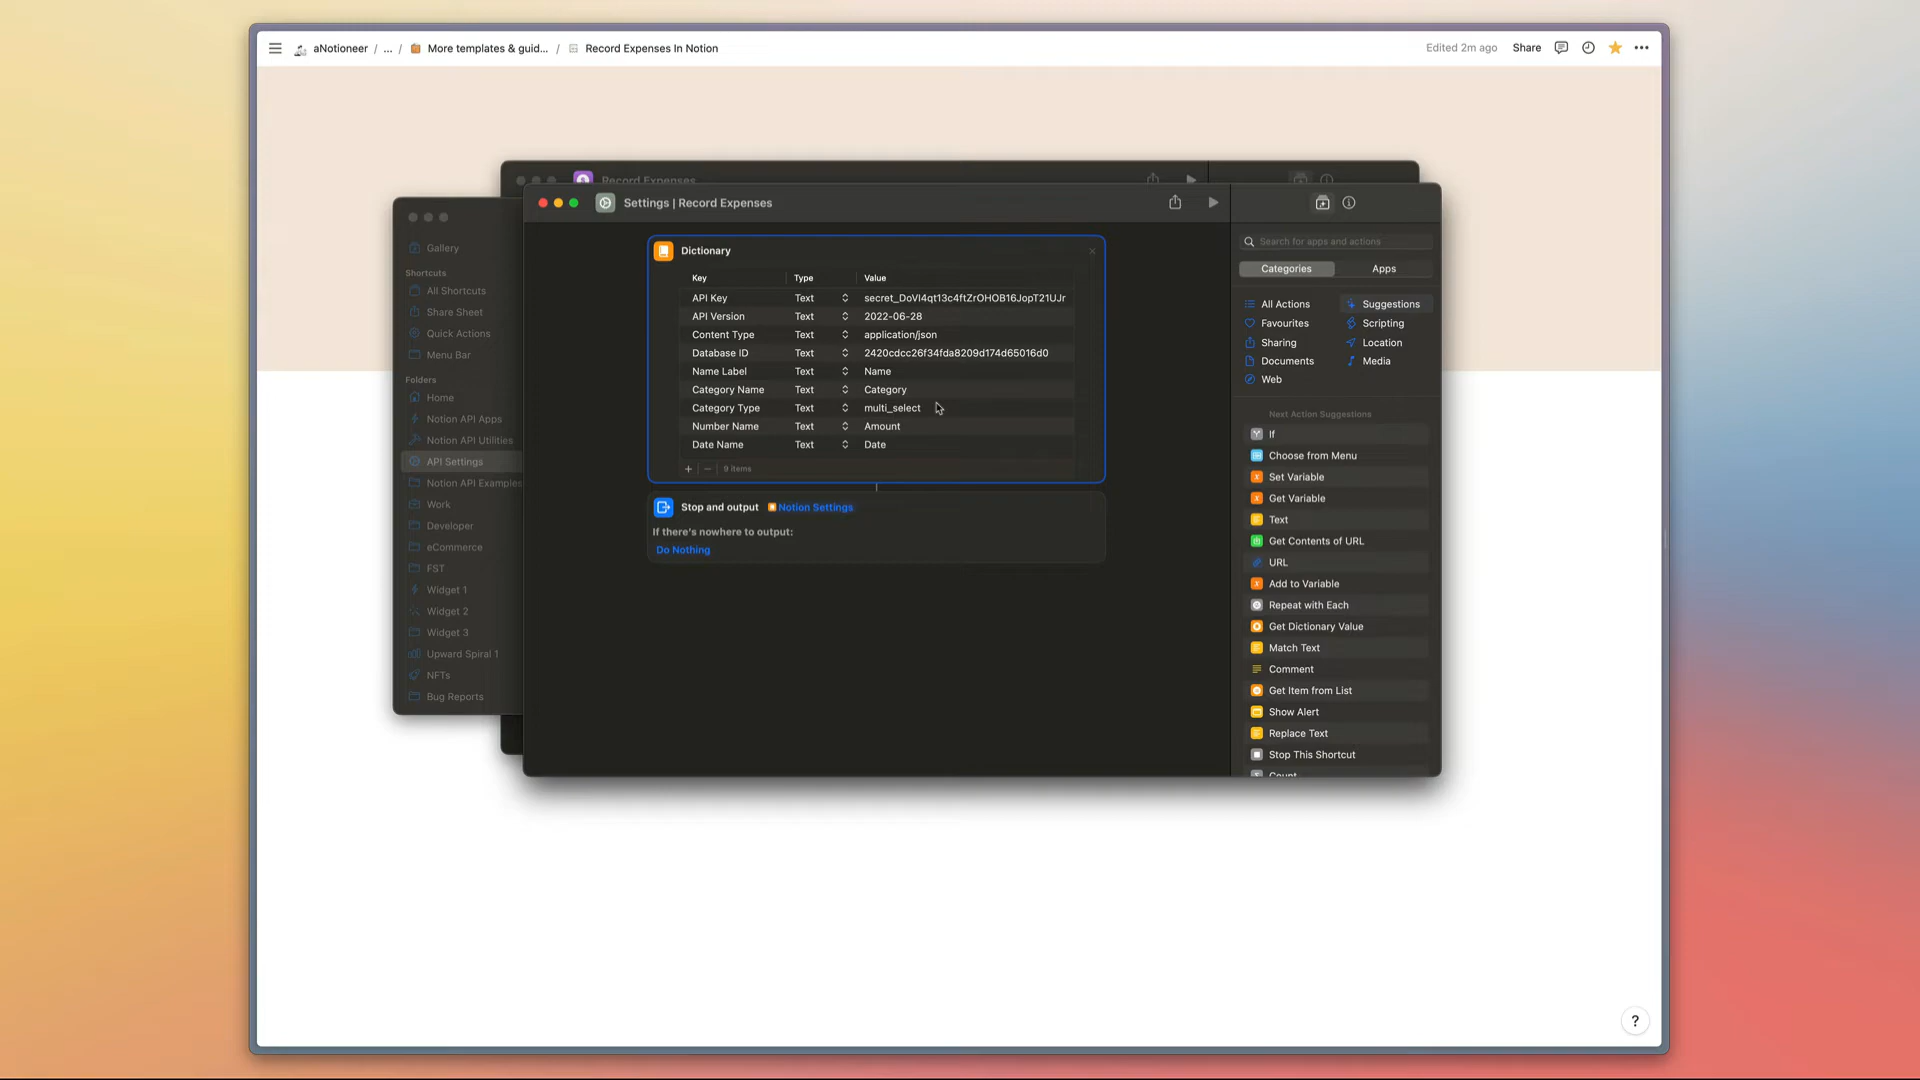 aNotioneer / ... / More templates & guid... / Record Expenses In Notion
Edited 2m ago Share
Record Expenses
Settings | Record Expenses
Gallery
Shortcuts
All Shortcuts
Share Sheet
Quick Actions
Menu Bar
Folders
Home
Notion API Apps
Notion API Utilities
API Settings
Notion API Examples
Work
Developer
eCommerce
FST
Widget 1
Widget 2
Widget 3
Upward Spiral 1
NFTs
Bug Reports
Dictionary
Key Type Value
API Key Text secret_DoVl4qt13c4ftZrOHOB16JopT21UJr
API Version Text 2022-06-28
Content Type Text application/json
Database ID Text 2420cdcc26f34fda8209d174d65016d0
Name Label Text Name
Category Name Text Category
Category Type Text multi_select
Number Name Text Amount
Date Name Text Date
+ − 9 items
Stop and output Notion Settings
If there's nowhere to output:
Do Nothing
Search for apps and actions
Categories Apps
All Actions Suggestions
Favourites Scripting
Sharing Location
Documents Media
Web
Next Action Suggestions
If
Choose from Menu
Set Variable
Get Variable
Text
Get Contents of URL
URL
Add to Variable
Repeat with Each
Get Dictionary Value
Match Text
Comment
Get Item from List
Show Alert
Replace Text
Stop This Shortcut
Count
?